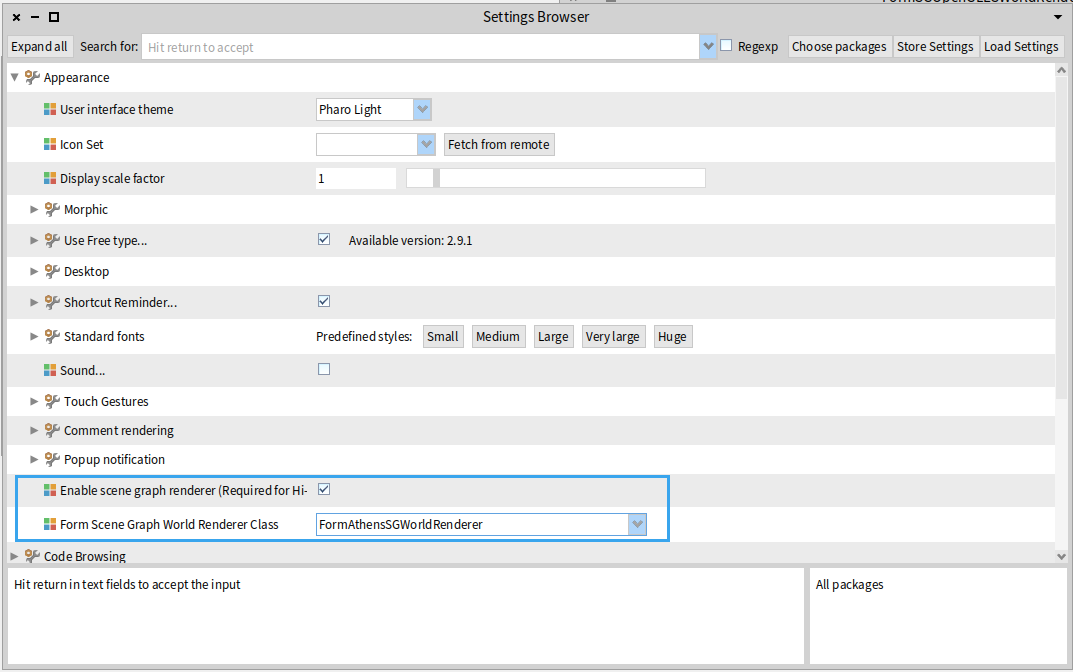 Settings Browser
Expand all Search for: Hit return to accept Regexp Choose packages Store Settings Load Settings
Appearance
User interface theme Pharo Light
Icon Set Fetch from remote
Display scale factor 1
Morphic
Use Free type... Available version: 2.9.1
Desktop
Shortcut Reminder...
Standard fonts Predefined styles: Small Medium Large Very large Huge
Sound...
Touch Gestures
Comment rendering
Popup notification
Enable scene graph renderer (Required for Hi-
Form Scene Graph World Renderer Class FormAthensSGWorldRenderer
Code Browsing
Hit return in text fields to accept the input
All packages